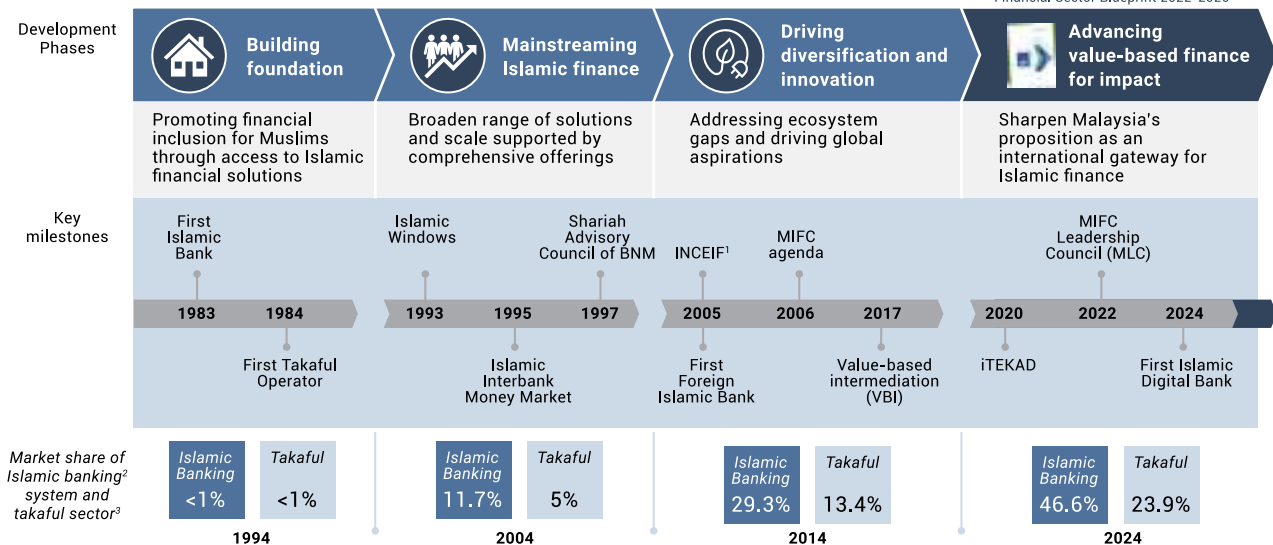 Financial Sector Blueprint 2022-2026
Development
Phases
Building
foundation
Mainstreaming
Islamic finance
Driving
diversification and
innovation
Advancing
value-based finance
for impact
Promoting financial
inclusion for Muslims
through access to Islamic
financial solutions
Broaden range of solutions
and scale supported by
comprehensive offerings
Addressing ecosystem
gaps and driving global
aspirations
Sharpen Malaysia's
proposition as an
international gateway for
Islamic finance
Key
milestones
First
Islamic
Bank
1983
1984
First Takaful
Operator
Islamic
Windows
Shariah
Advisory
Council of BNM
1993
1995
1997
Islamic
Interbank
Money Market
INCEIF¹
MIFC
agenda
2005
2006
2017
First
Foreign
Islamic Bank
Value-based
intermediation
(VBI)
MIFC
Leadership
Council (MLC)
2020
2022
2024
iTEKAD
First Islamic
Digital Bank
Market share of
Islamic banking²
system and
takaful sector³
Islamic
Banking
<1%
Takaful
<1%
1994
Islamic
Banking
11.7%
Takaful
5%
2004
Islamic
Banking
29.3%
Takaful
13.4%
2014
Islamic
Banking
46.6%
Takaful
23.9%
2024